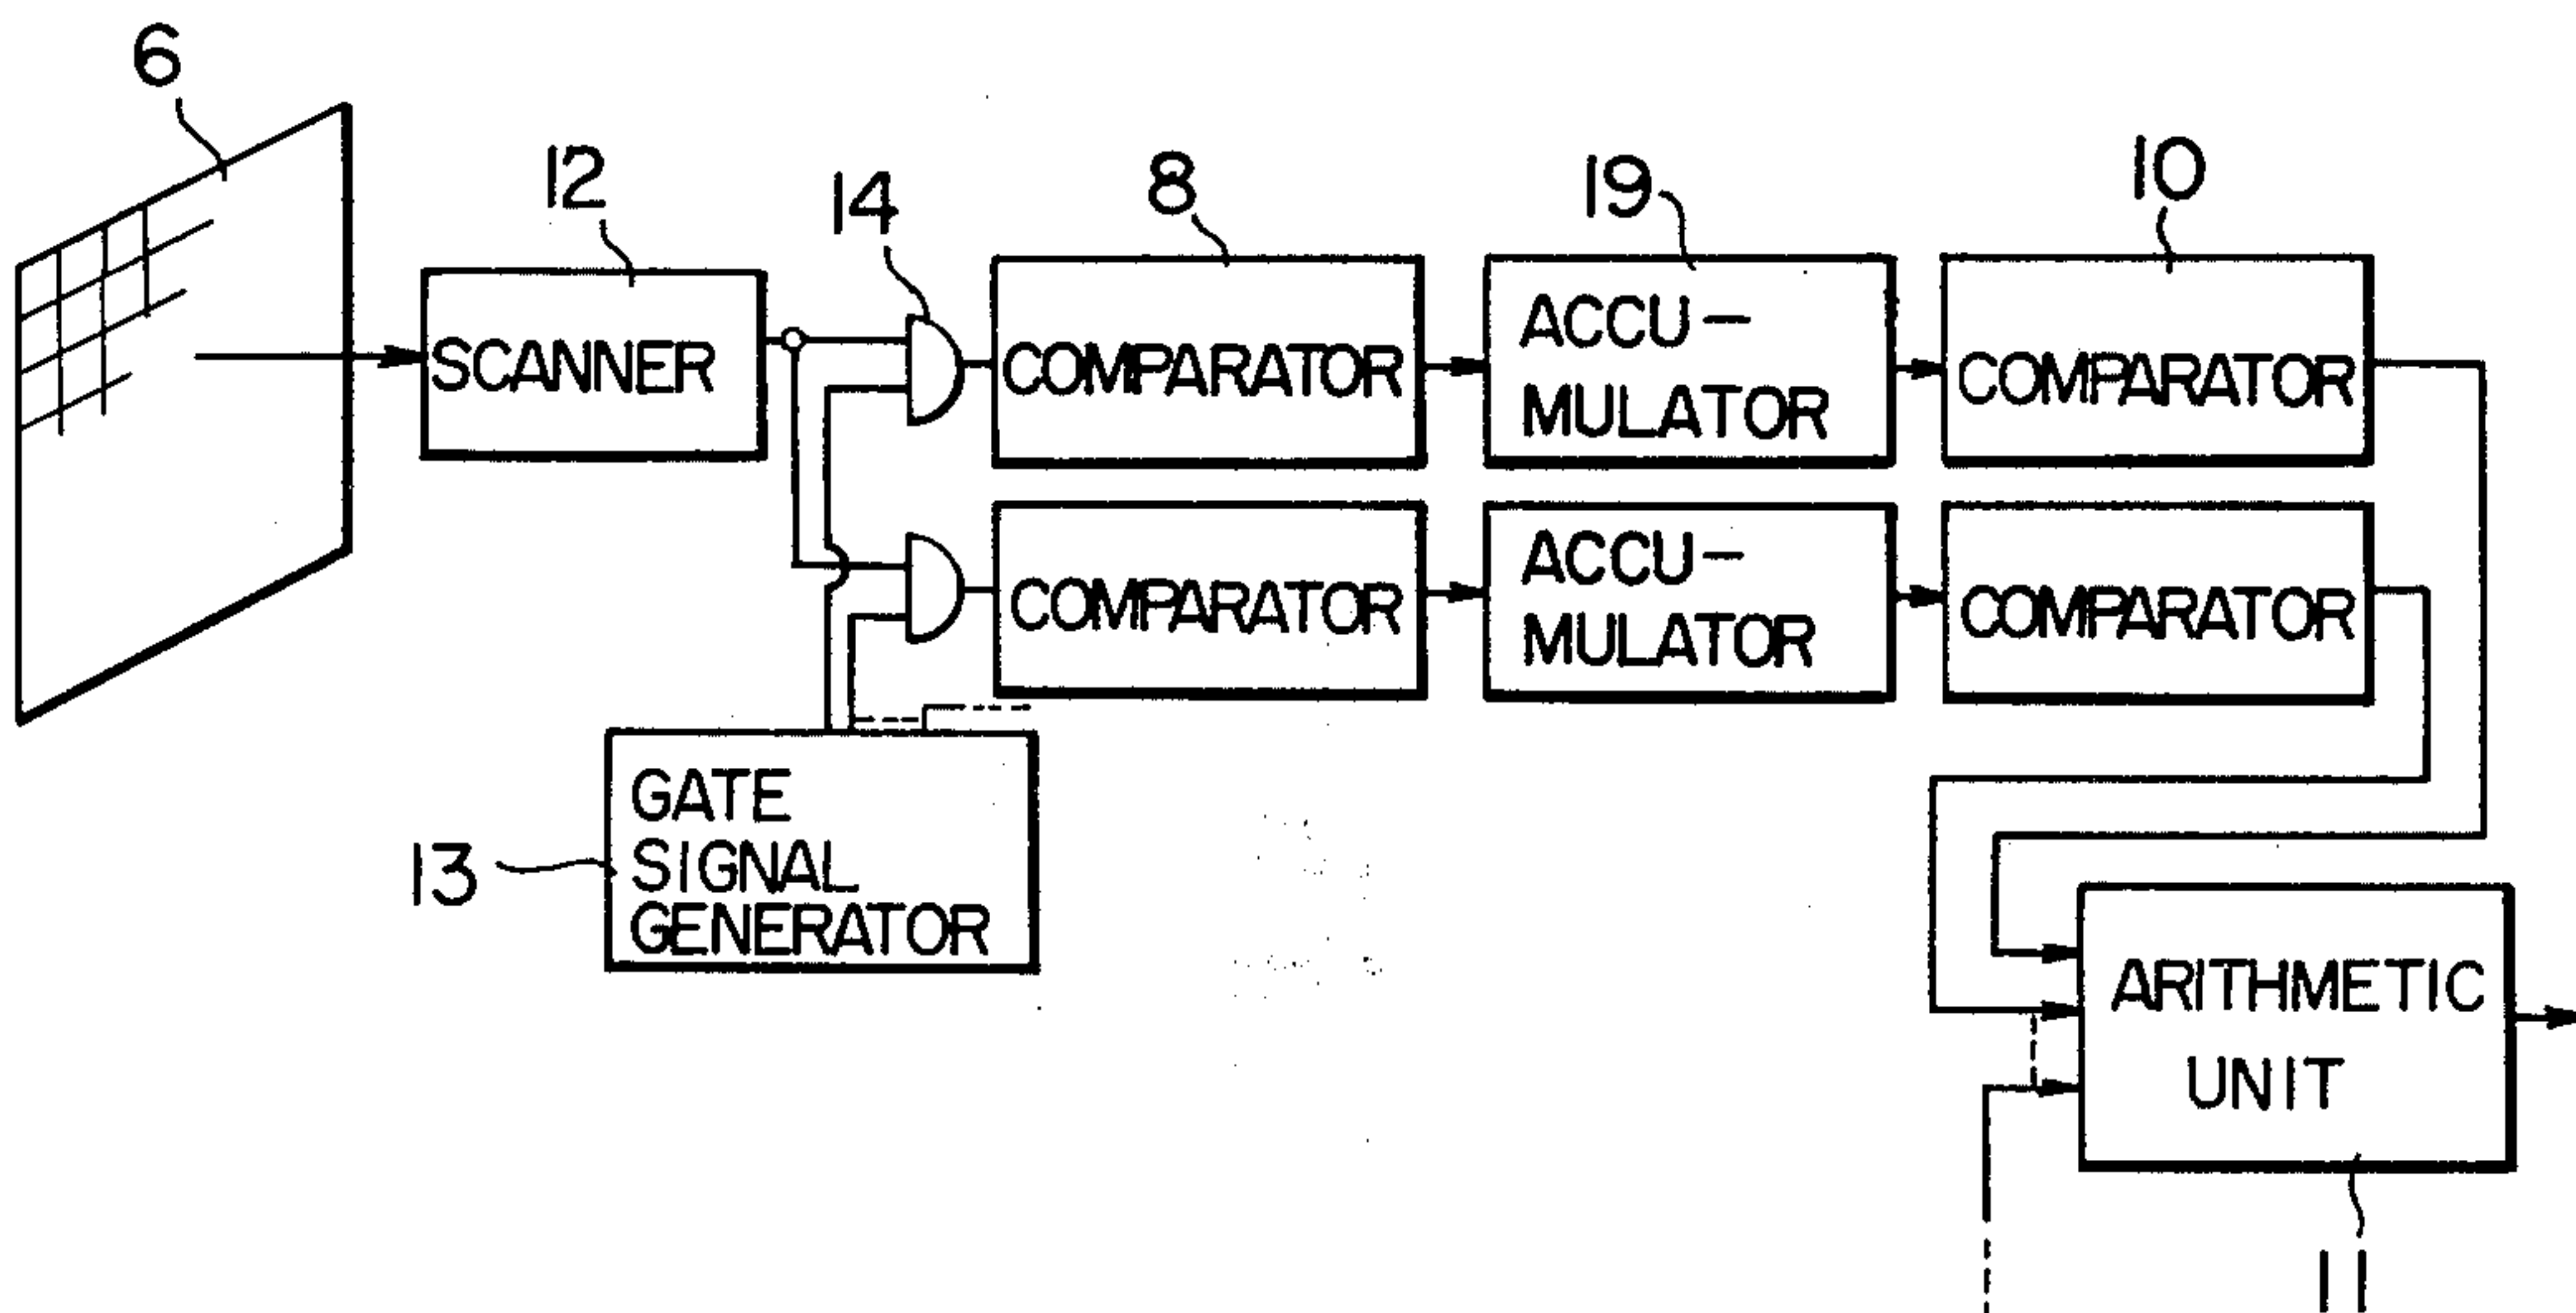 6
12
14
8
19
10
SCANNER
COMPARATOR
ACCU-
MULATOR
COMPARATOR
COMPARATOR
ACCU-
MULATOR
COMPARATOR
13
GATE
SIGNAL
GENERATOR
ARITHMETIC
UNIT
11